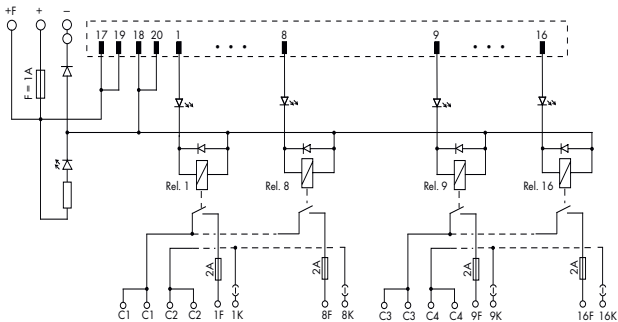 +F + −
17 19 18 20 1 • • • 8 9 • • • 16
F = 1A
Rel. 1 Rel. 8 Rel. 9 Rel. 16
2A 2A 2A 2A
C1 C1 C2 C2 1F 1K 8F 8K C3 C3 C4 C4 9F 9K 16F 16K